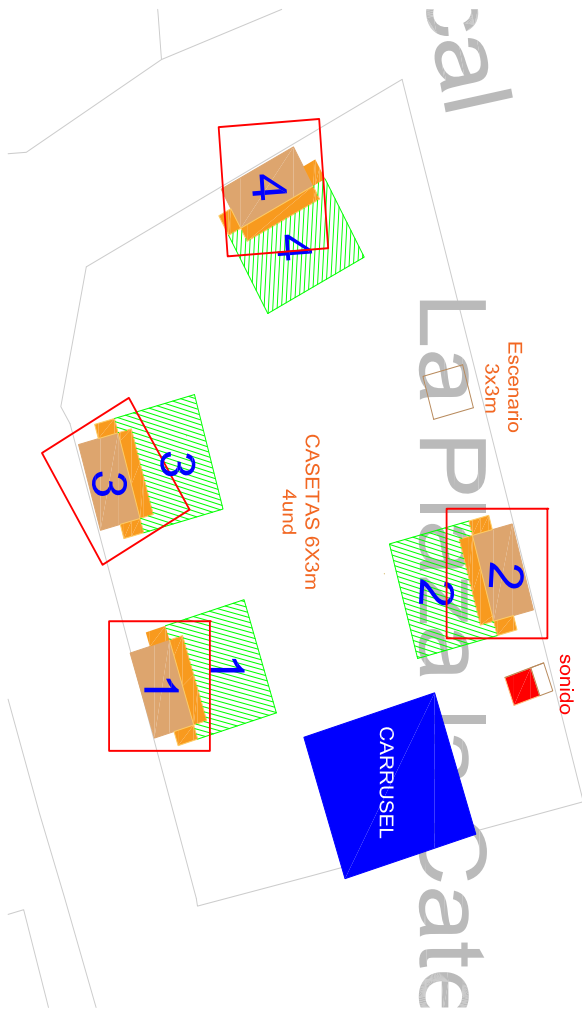 cal
4
4
Escenario
3x3m
La Plaza la Cate
CASETAS 6X3m
4und
3
3
2
2
sonido
1
1
CARRUSEL